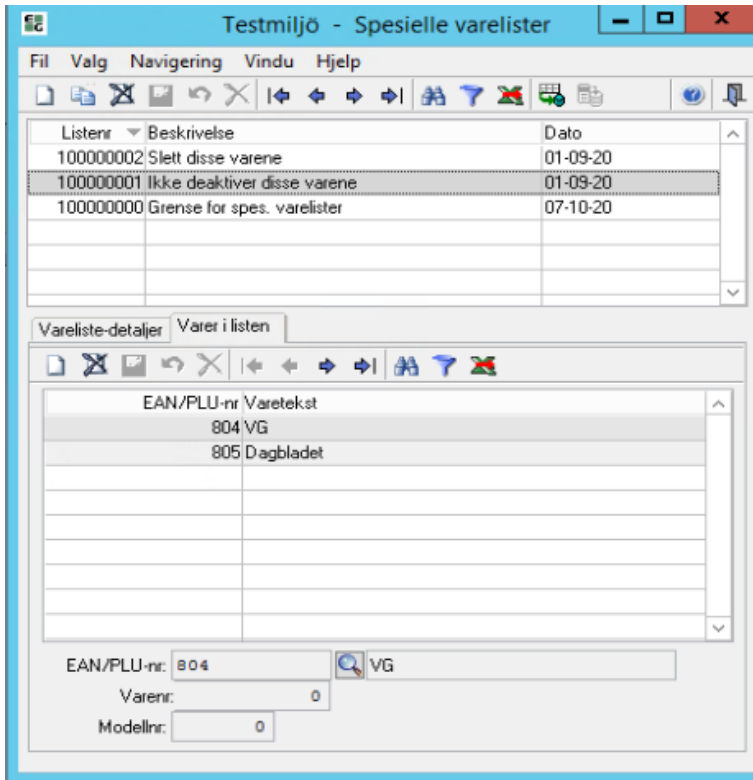 Testmiljö - Spesielle varelister
Fil Valg Navigering Vindu Hjelp
Listenr Beskrivelse Dato
100000002 Slett disse varene 01-09-20
100000001 Ikke deaktiver disse varene 01-09-20
100000000 Grense for spes. varelister 07-10-20
Vareliste-detaljer Varer i listen
EAN/PLU-nr Varetekst
804 VG
805 Dagbladet
EAN/PLU-nr: 804 VG
Varenr: 0
Modellnr: 0